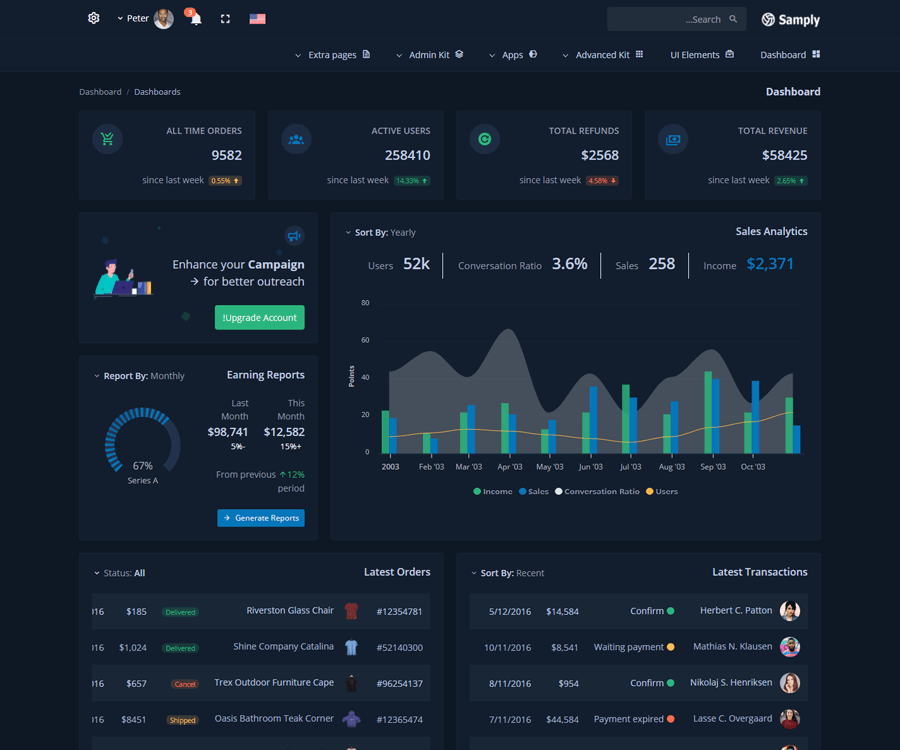 Peter
3
...Search
Samply
Extra pages
Admin Kit
Apps
Advanced Kit
UI Elements
Dashboard
Dashboard / Dashboards
Dashboard
ALL TIME ORDERS
9582
since last week 0.55%
ACTIVE USERS
258410
since last week 14.33%
TOTAL REFUNDS
$2568
since last week 4.58%
TOTAL REVENUE
$58425
since last week 2.65%
Enhance your Campaign
→ for better outreach
!Upgrade Account
Sort By: Yearly
Sales Analytics
Users 52k
Conversation Ratio 3.6%
Sales 258
Income $2,371
80
60
40
20
0
Points
2003 Feb '03 Mar '03 Apr '03 May '03 Jun '03 Jul '03 Aug '03 Sep '03 Oct '03
Income Sales Conversation Ratio Users
Report By: Monthly
Earning Reports
67%
Series A
Last Month
$98,741
5%-
This Month
$12,582
15%+
From previous ↑12%
period
→ Generate Reports
Status: All
Latest Orders
016 $185 Delivered Riverston Glass Chair #12354781
016 $1,024 Delivered Shine Company Catalina #52140300
016 $657 Cancel Trex Outdoor Furniture Cape #96254137
016 $8451 Shipped Oasis Bathroom Teak Corner #12365474
Sort By: Recent
Latest Transactions
5/12/2016 $14,584 Confirm Herbert C. Patton
10/11/2016 $8,541 Waiting payment Mathias N. Klausen
8/11/2016 $954 Confirm Nikolaj S. Henriksen
7/11/2016 $44,584 Payment expired Lasse C. Overgaard